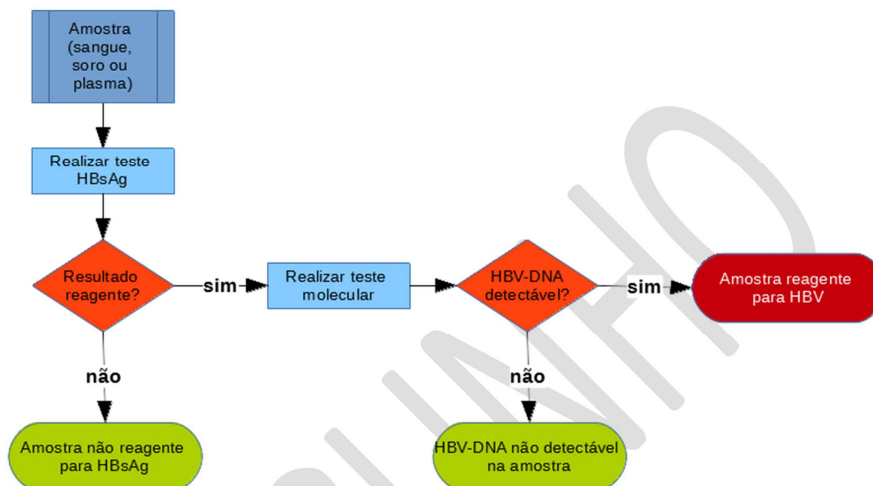 Amostra
(sangue,
soro ou
plasma)
Realizar teste
HBsAg
Resultado
reagente?
sim
Realizar teste
molecular
HBV-DNA
detectável?
sim
Amostra reagente
para HBV
não
não
Amostra não reagente
para HBsAg
HBV-DNA não detectável
na amostra
UNHO